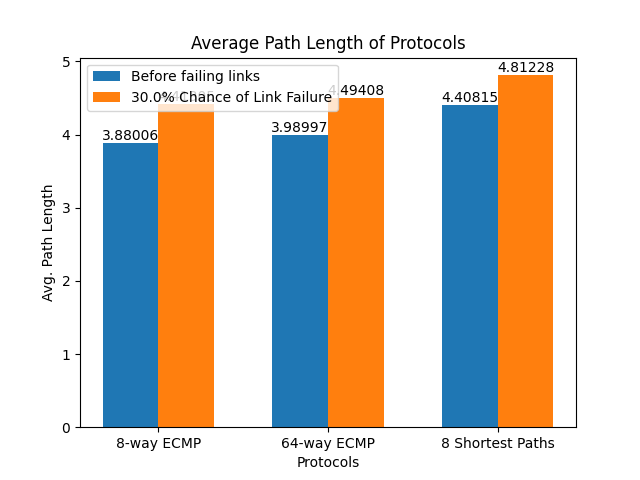 Average Path Length of Protocols
Before failing links
30.0% Chance of Link Failure
3.88006
3.98997
4.49408
4.40815
4.81228
5
4
3
2
1
0
Avg. Path Length
8-way ECMP
64-way ECMP
8 Shortest Paths
Protocols